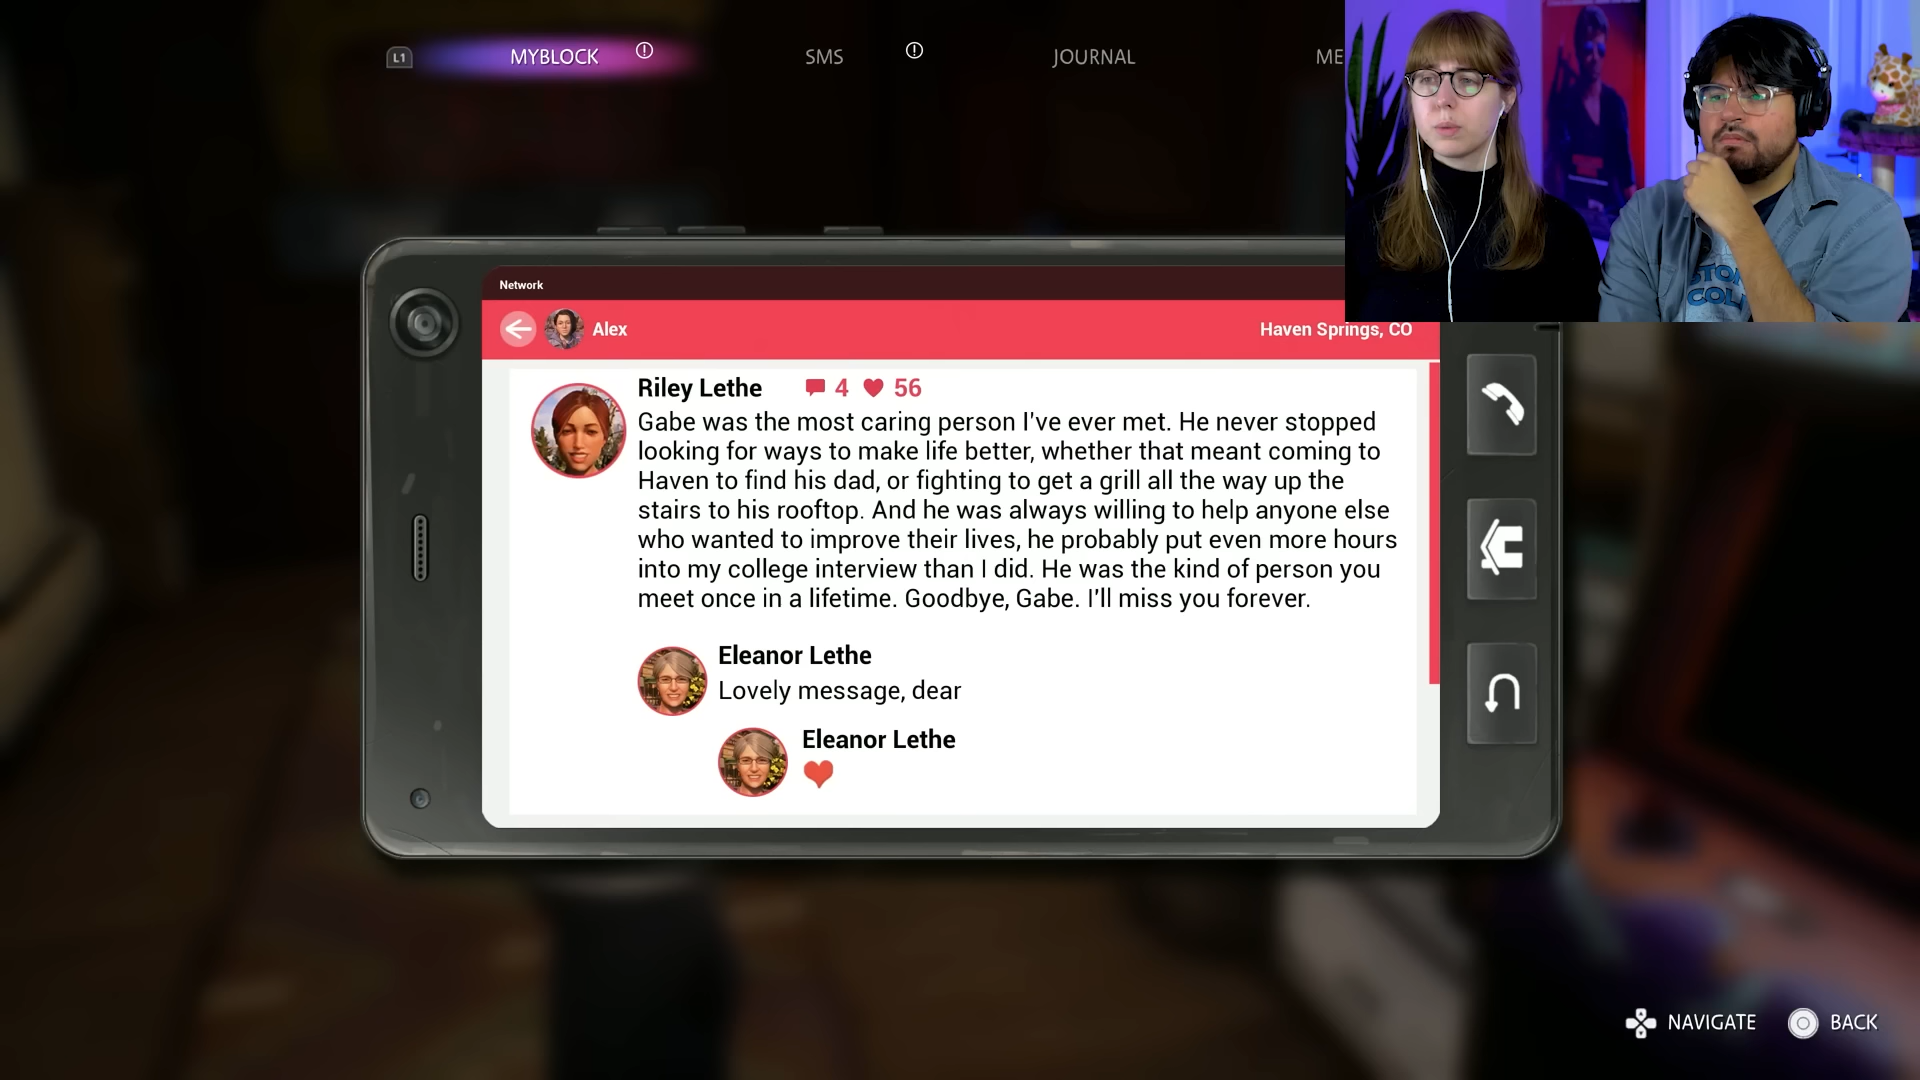 L1 MYBLOCK SMS JOURNAL ME
Network
Alex Haven Springs, CO
Riley Lethe 4 56
Gabe was the most caring person I've ever met. He never stopped
looking for ways to make life better, whether that meant coming to
Haven to find his dad, or fighting to get a grill all the way up the
stairs to his rooftop. And he was always willing to help anyone else
who wanted to improve their lives, he probably put even more hours
into my college interview than I did. He was the kind of person you
meet once in a lifetime. Goodbye, Gabe. I'll miss you forever.
Eleanor Lethe
Lovely message, dear
Eleanor Lethe
❤
NAVIGATE BACK